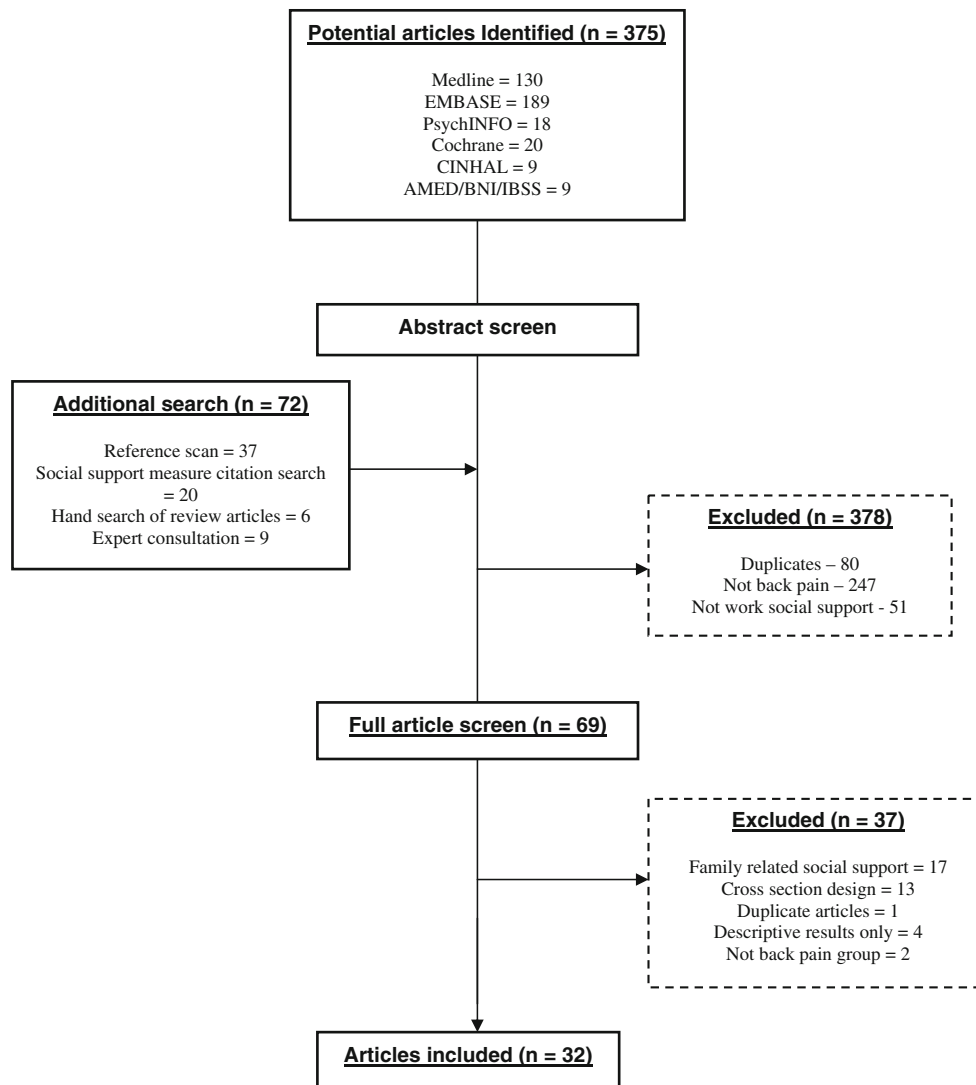 Potential articles Identified (n = 375)
Medline = 130
EMBASE = 189
PsychINFO = 18
Cochrane = 20
CINHAL = 9
AMED/BNI/IBSS = 9
Abstract screen
Additional search (n = 72)
Reference scan = 37
Social support measure citation search
= 20
Hand search of review articles = 6
Expert consultation = 9
Excluded (n = 378)
Duplicates – 80
Not back pain – 247
Not work social support - 51
Full article screen (n = 69)
Excluded (n = 37)
Family related social support = 17
Cross section design = 13
Duplicate articles = 1
Descriptive results only = 4
Not back pain group = 2
Articles included (n = 32)